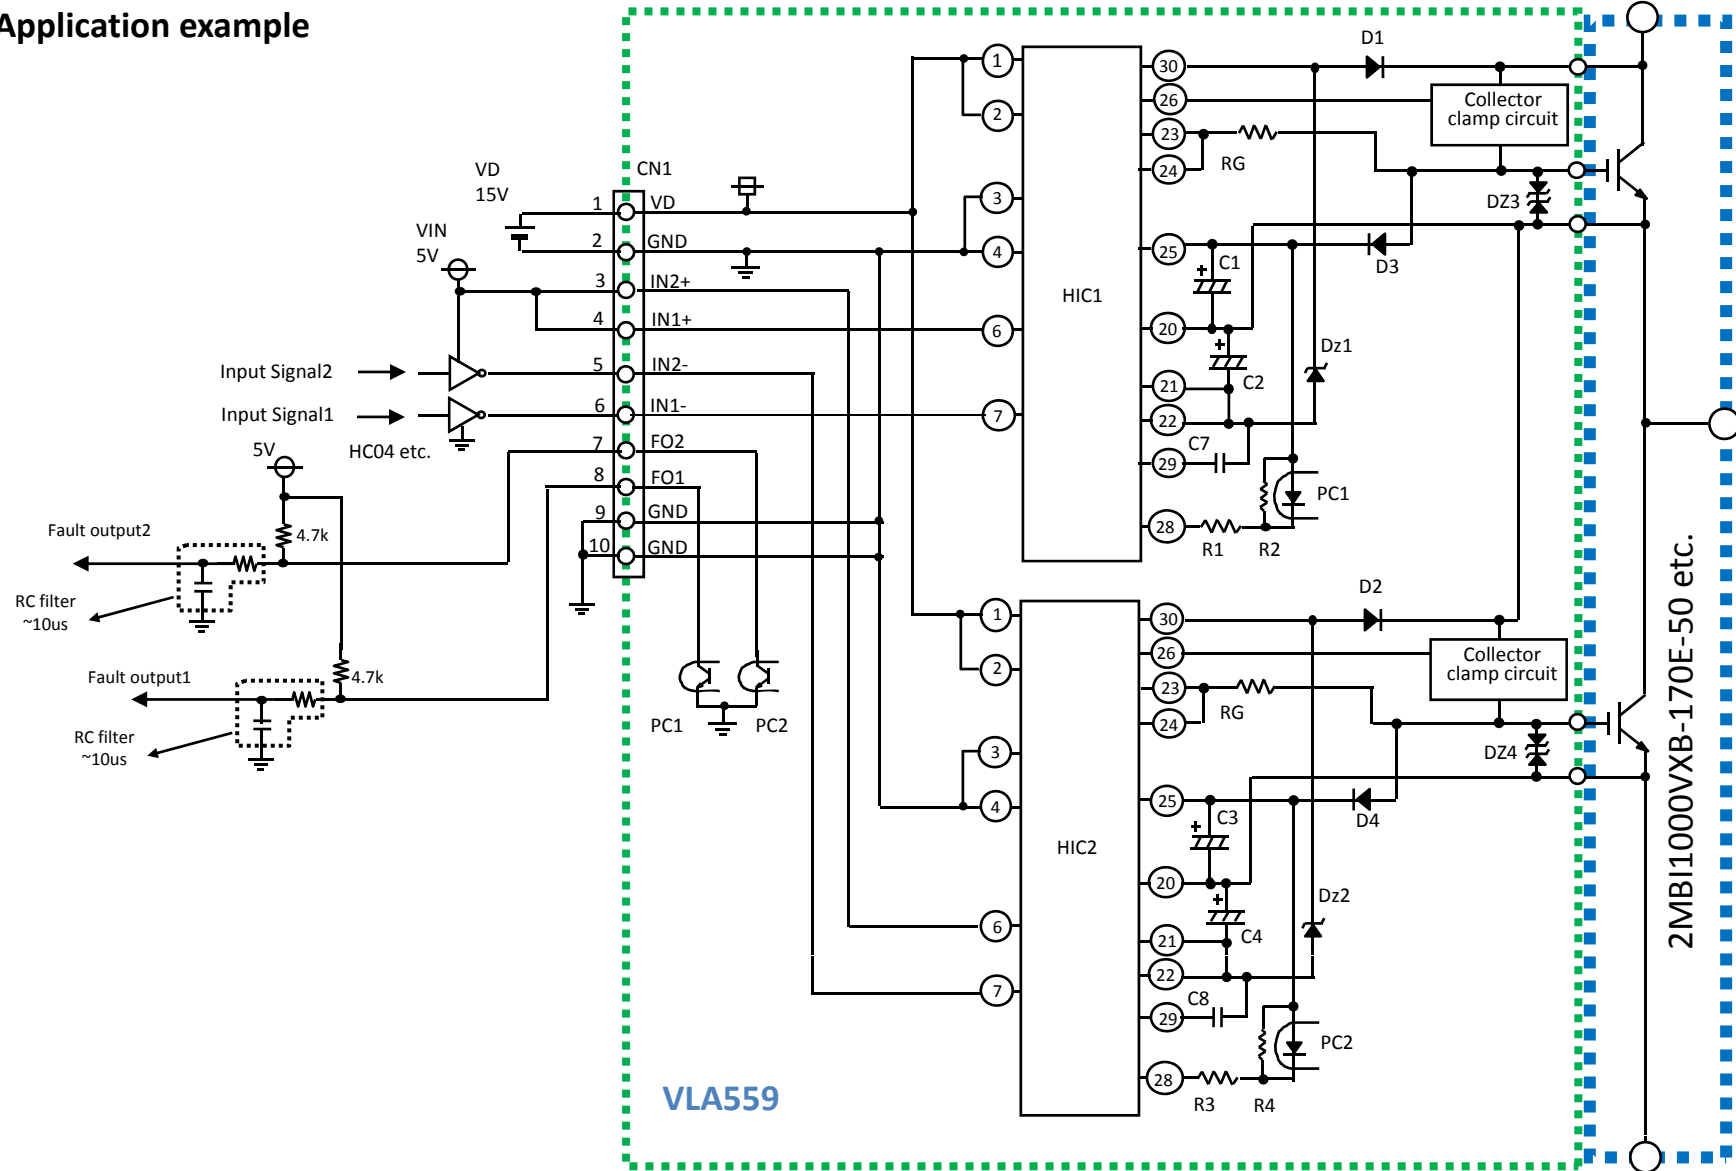 Application example
VD
15V
VIN
5V
CN1
1
VD
2
GND
3
IN2+
4
IN1+
5
IN2-
6
IN1-
7
FO2
8
FO1
9
GND
10
GND
Input Signal2
Input Signal1
HC04 etc.
5V
Fault output2
4.7k
RC filter
~10us
Fault output1
4.7k
RC filter
~10us
PC1
PC2
HIC1
1
2
3
4
6
7
30
26
23
24
25
20
21
22
29
28
D1
Collector
clamp circuit
RG
DZ3
D3
C1
+
+
C2
Dz1
C7
PC1
R1
R2
HIC2
1
2
3
4
6
7
30
26
23
24
25
20
21
22
29
28
D2
Collector
clamp circuit
RG
DZ4
D4
C3
+
+
C4
Dz2
C8
PC2
R3
R4
VLA559
2MBI1000VXB-170E-50 etc.